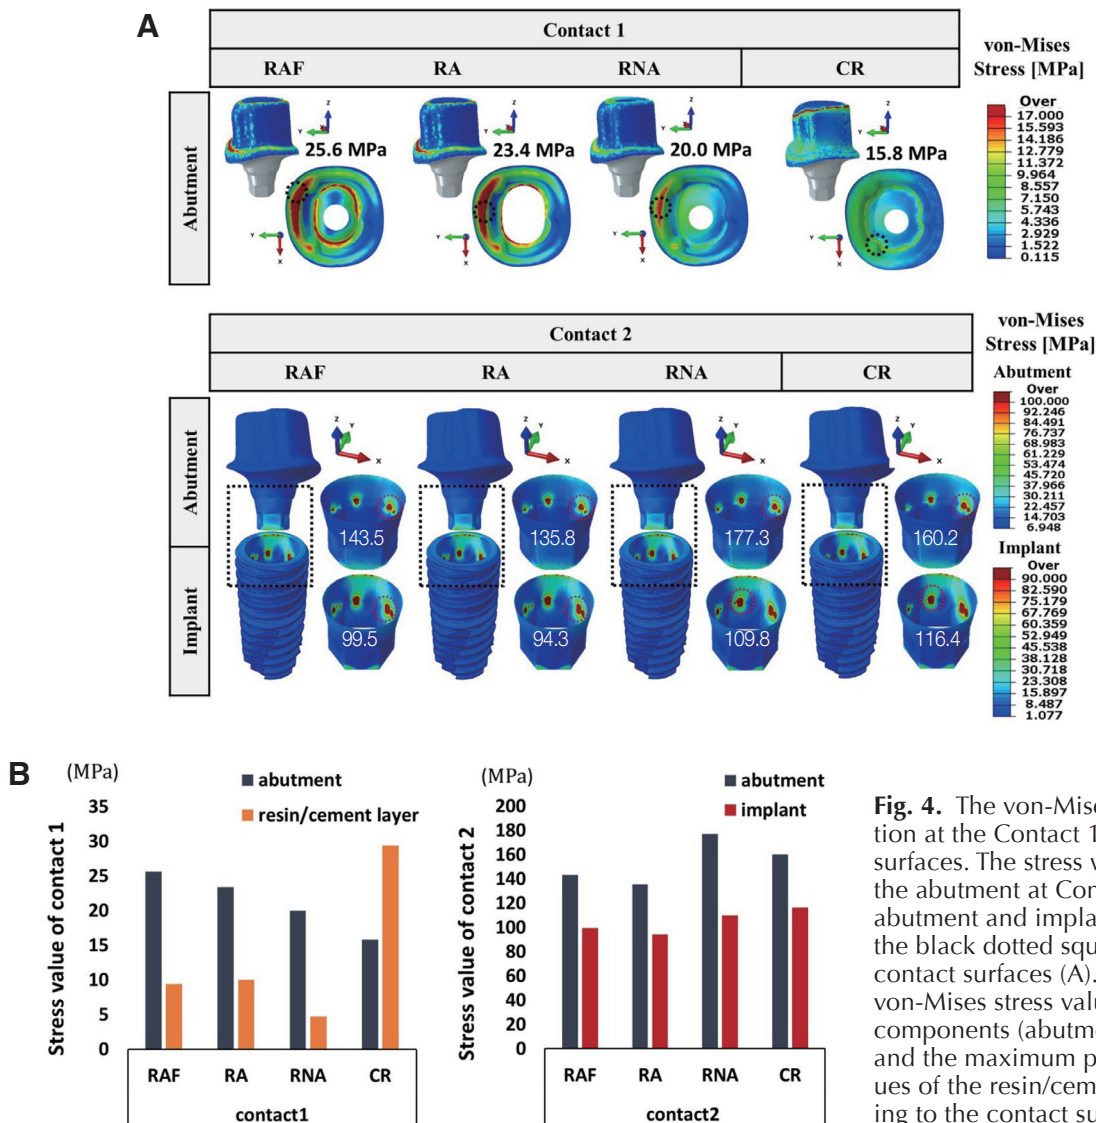 A
Contact 1
RAF RA RNA CR
von-Mises
Stress [MPa]
Abutment
25.6 MPa
23.4 MPa
20.0 MPa
15.8 MPa
Z
Y
X
Over
17.000
15.593
14.186
12.779
11.372
9.964
8.557
7.150
5.743
4.336
2.929
1.522
0.115
Contact 2
RAF RA RNA CR
von-Mises
Stress [MPa]
Abutment
Implant
Z
Y
X
143.5 135.8 177.3 160.2
99.5 94.3 109.8 116.4
Abutment
Over
100.000
92.246
84.491
76.737
68.983
61.229
53.474
45.720
37.966
30.211
22.457
14.703
6.948
Implant
Over
90.000
82.590
75.179
67.769
60.359
52.949
45.538
38.128
30.718
23.308
15.897
8.487
1.077
B
(MPa)
abutment
resin/cement layer
Stress value of contact 1
35
30
25
20
15
10
5
0
RAF RA RNA CR
contact1
(MPa)
abutment
implant
Stress value of contact 2
200
180
160
140
120
100
80
60
40
20
0
RAF RA RNA CR
contact2
Fig. 4. The von-Mise
tion at the Contact 1
surfaces. The stress v
the abutment at Con
abutment and implan
the black dotted squ
contact surfaces (A).
von-Mises stress valu
components (abutme
and the maximum p
ues of the resin/cem
ing to the contact su